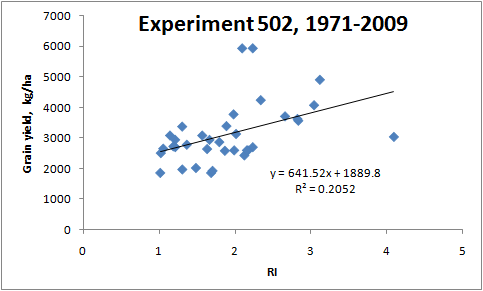 Experiment 502, 1971-2009
Grain yield, kg/ha
7000
6000
5000
4000
3000
2000
1000
0
y = 641.52x + 1889.8
R² = 0.2052
0 1 2 3 4 5
RI